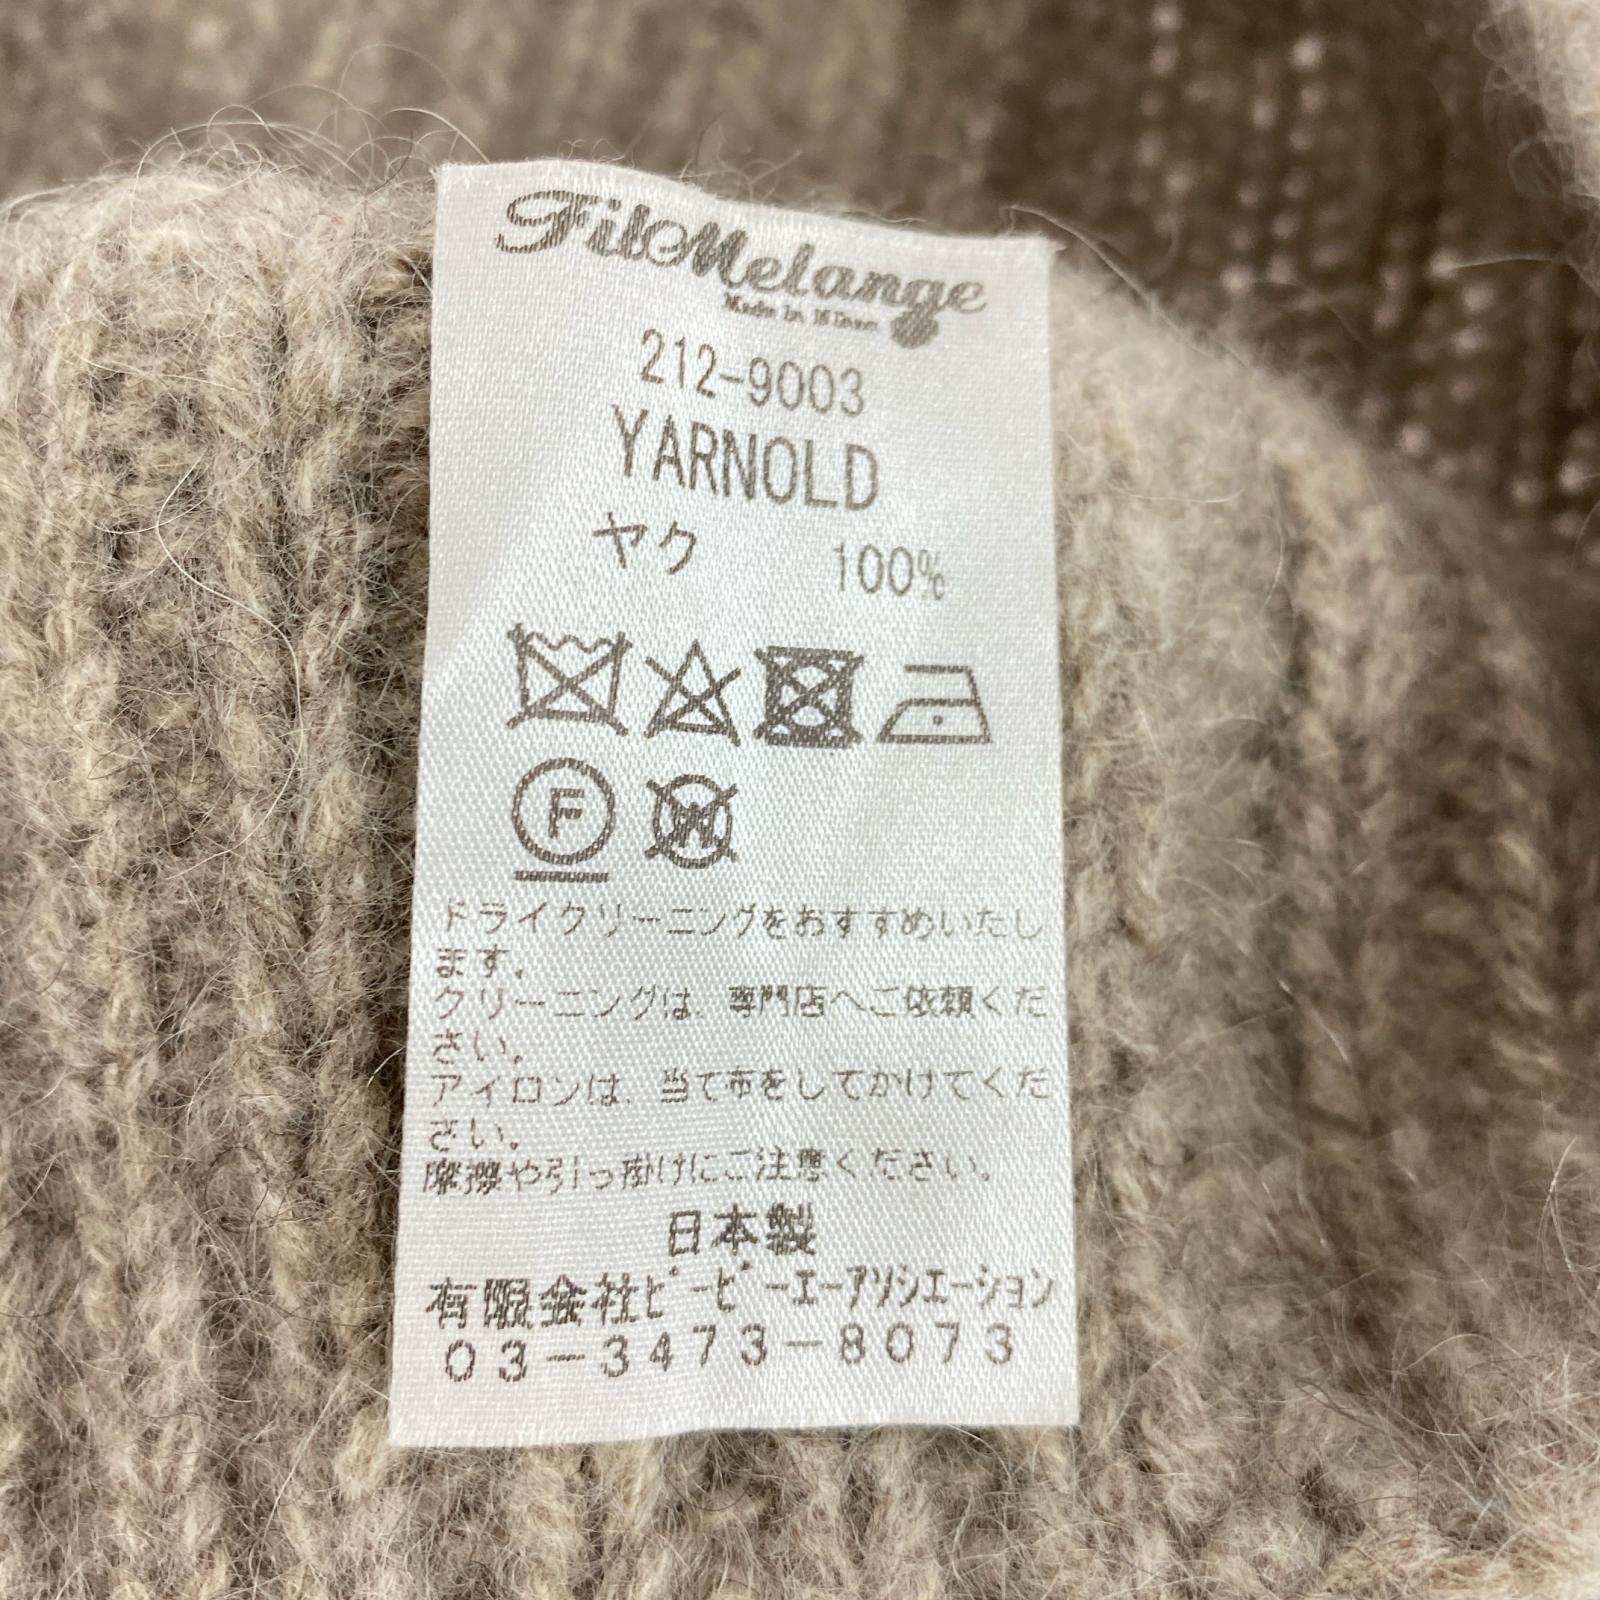 FilMelange
212-9003
YARNOLD
ヤク 100%
F
W
ドライクリーニングをおすすめいたし
ます。
クリーニングは、専門店へご依頼くだ
さい。
アイロンは、当て布をしてかけてくだ
さい。
摩擦や引っ掛けにご注意ください。
日本製
有限会社ビービーエーアソシエーション
03-3473-8073